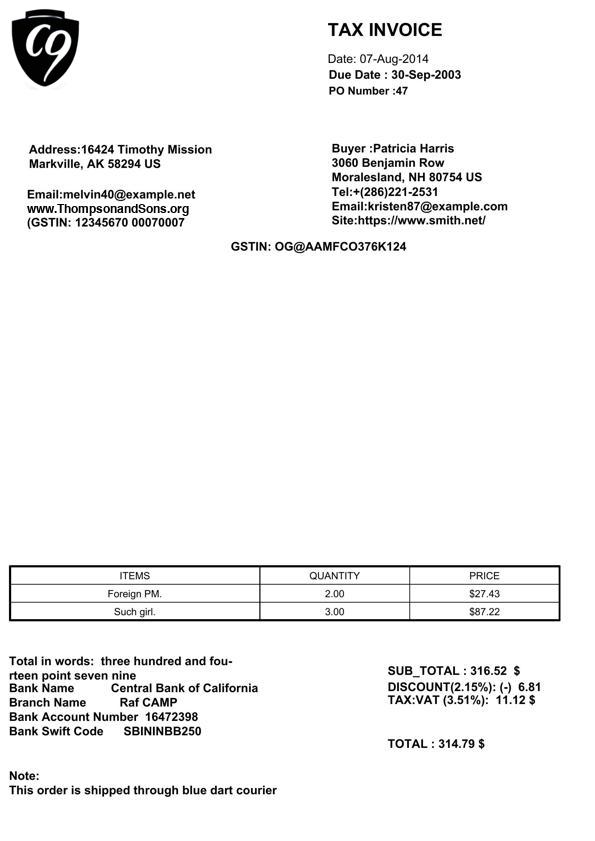 C9
TAX INVOICE
Date: 07-Aug-2014
Due Date : 30-Sep-2003
PO Number :47
Address:16424 Timothy Mission
Markville, AK 58294 US
Email:melvin40@example.net
www.ThompsonandSons.org
(GSTIN: 12345670 00070007
Buyer :Patricia Harris
3060 Benjamin Row
Moralesland, NH 80754 US
Tel:+(286)221-2531
Email:kristen87@example.com
Site:https://www.smith.net/
GSTIN: OG@AAMFCO376K124
ITEMS QUANTITY PRICE
Foreign PM. 2.00 $27.43
Such girl. 3.00 $87.22
Total in words: three hundred and fou-
rteen point seven nine
Bank Name Central Bank of California
Branch Name Raf CAMP
Bank Account Number 16472398
Bank Swift Code SBININBB250
SUB_TOTAL : 316.52 $
DISCOUNT(2.15%): (-) 6.81
TAX:VAT (3.51%): 11.12 $
TOTAL : 314.79 $
Note:
This order is shipped through blue dart courier